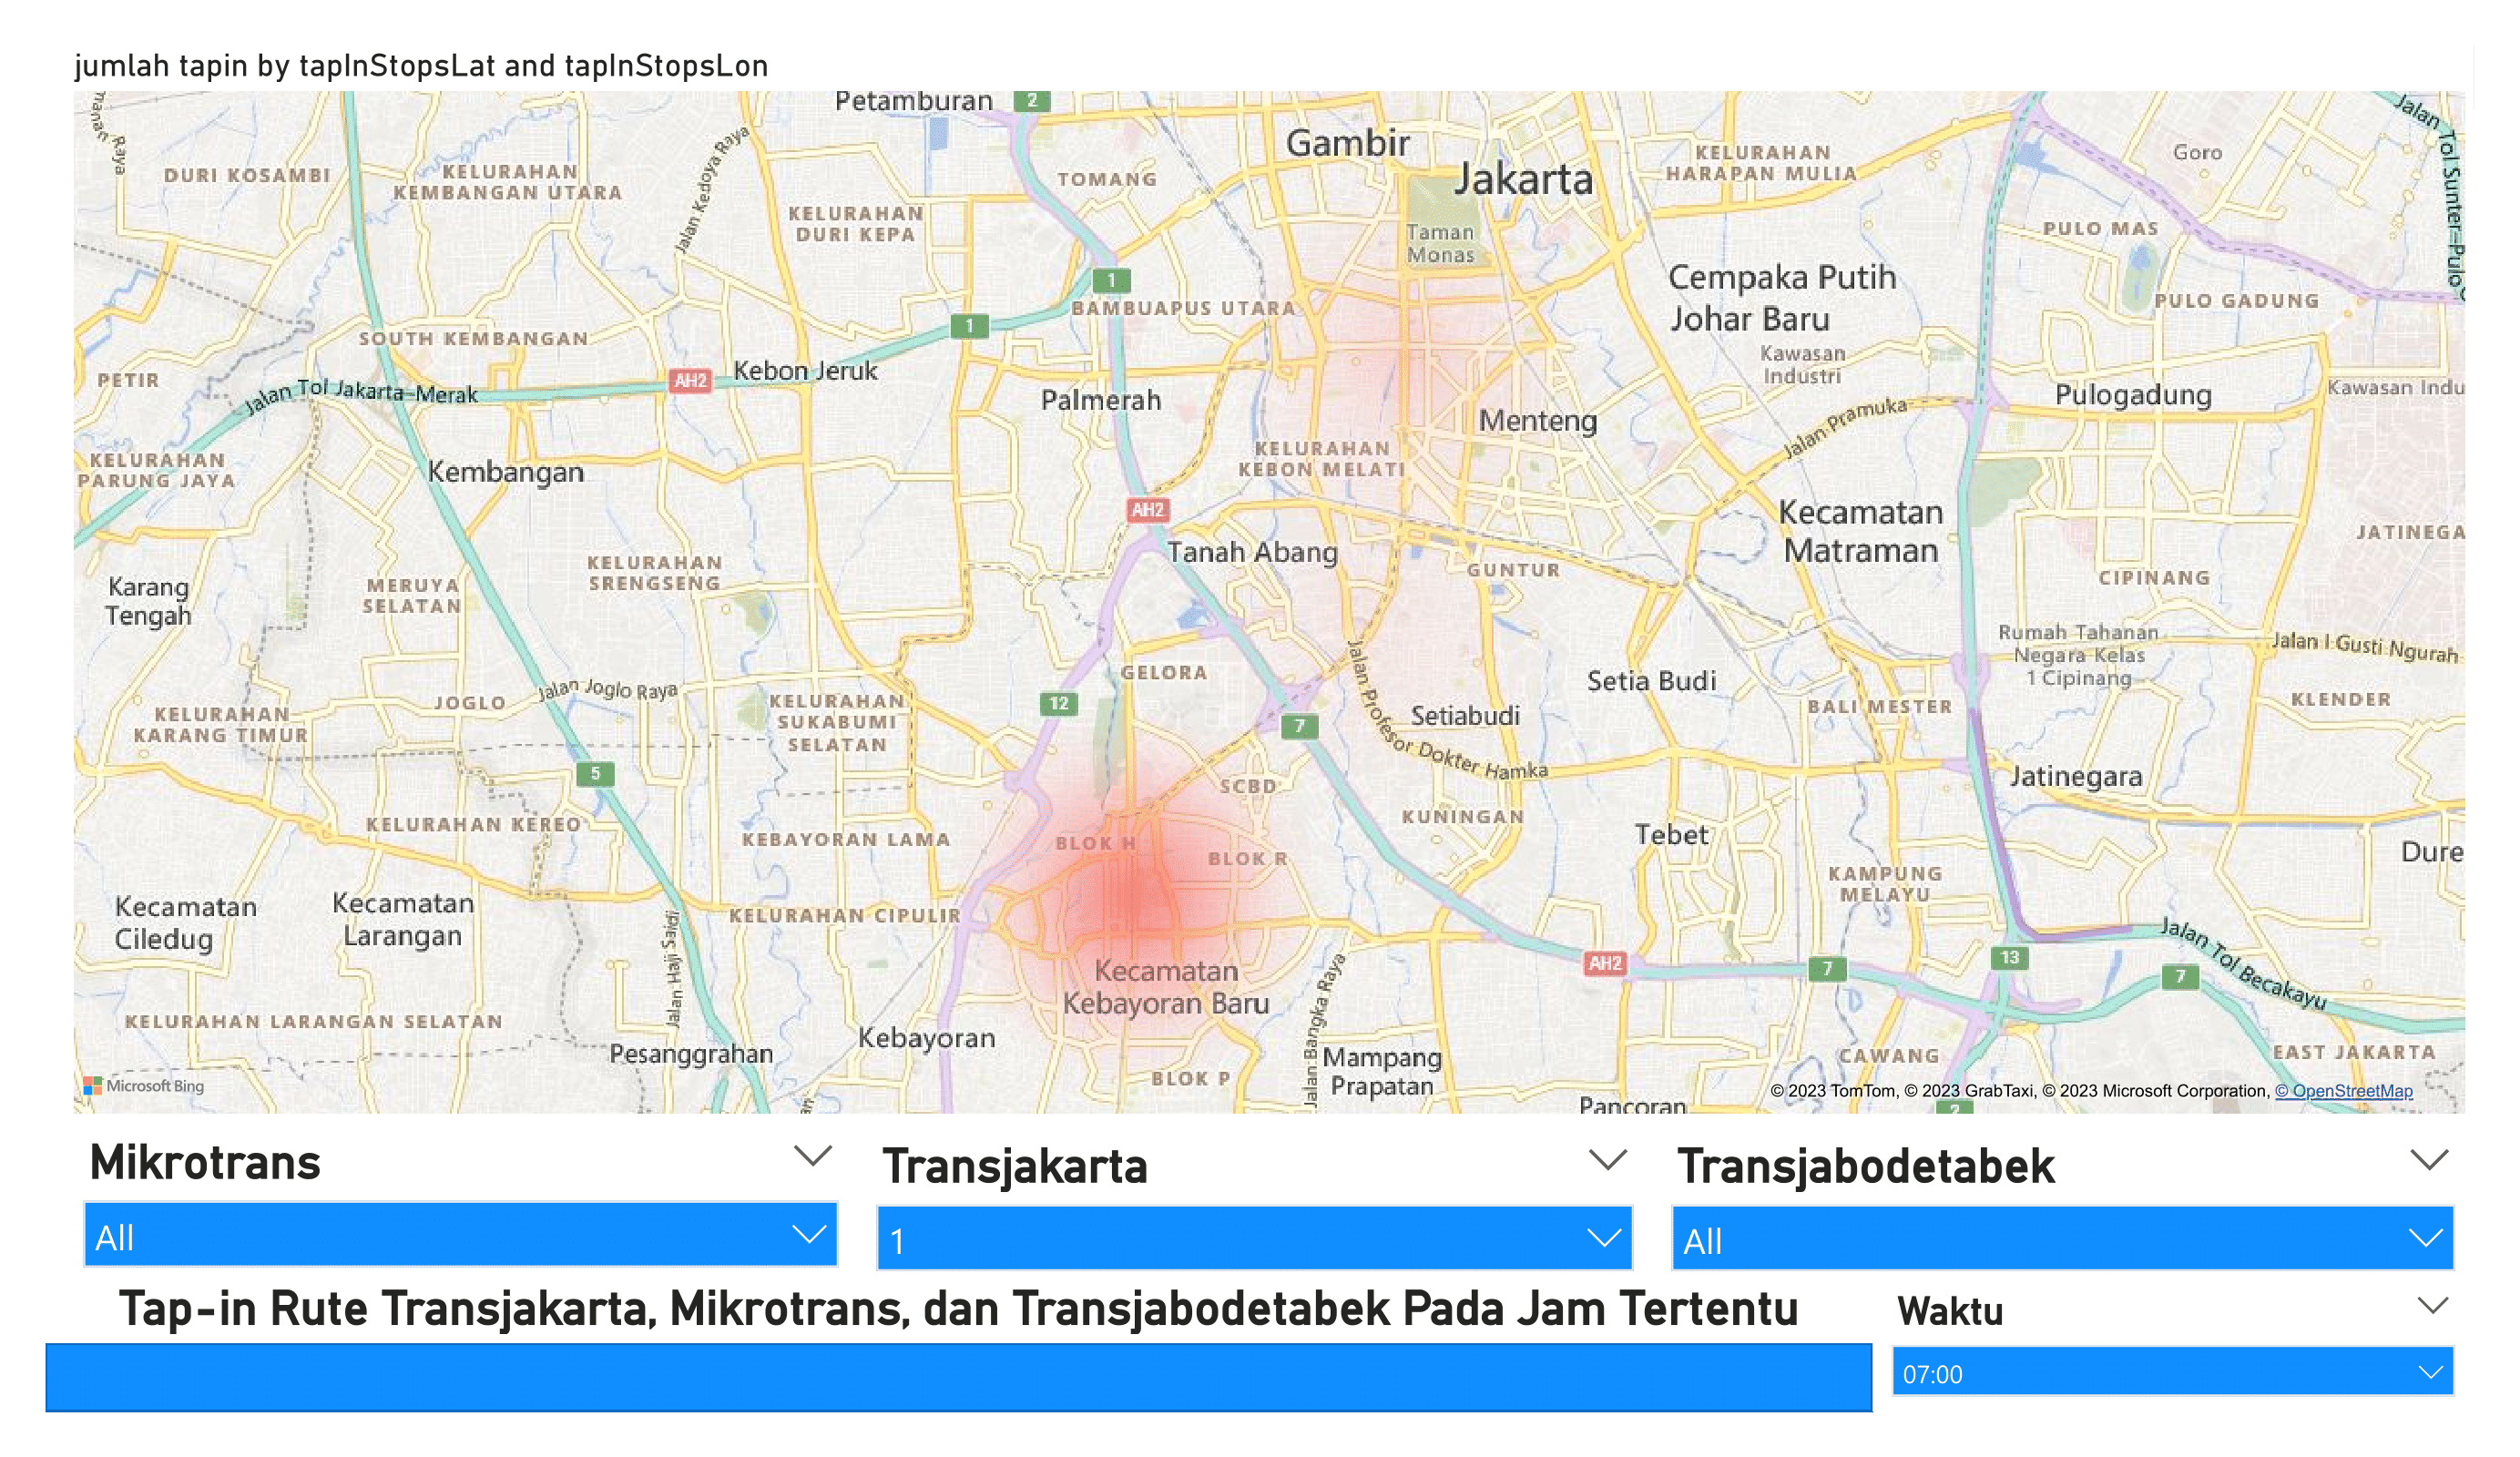 jumlah tapin by tapInStopsLat and tapInStopsLon
Petamburan
2
Gambir
Jakarta
Jalan Tol Sunter=Pulo
Raya
DURI KOSAMBI
KELURAHAN
KEMBANGAN UTARA
Jalan Kedoya Raya
TOMANG
KELURAHAN
HARAPAN MULIA
Goro
KELURAHAN
DURI KEPA
Taman
Monas
PULO MAS
1
Cempaka Putih
Johar Baru
BAMBUAPUS UTARA
PULO GADUNG
1
SOUTH KEMBANGAN
Kawasan
Industri
PETIR
Jalan Tol Jakarta-Merak
AH2
Kebon Jeruk
Palmerah
Menteng
Jalan Pramuka
Pulogadung
Kawasan Indu
KELURAHAN
PARUNG JAYA
Kembangan
KELURAHAN
KEBON MELATI
AH2
Kecamatan
Matraman
JATINEGA
Tanah Abang
Karang
Tengah
MERUYA
SELATAN
KELURAHAN
SRENGSENG
GUNTUR
CIPINANG
Rumah Tahanan
Negara Kelas
1 Cipinang
Jalan I Gusti Ngurah
GELORA
Setia Budi
JOGLO
Jalan Joglo Raya
KELURAHAN
KARANG TIMUR
KELURAHAN
SUKABUMI
SELATAN
12
7
Jalan Profesor Dokter Hamka
Setiabudi
BALI MESTER
KLENDER
5
SCBD
Jatinegara
KELURAHAN KEREO
KEBAYORAN LAMA
BLOK H
BLOK R
KUNINGAN
Tebet
Dure
KAMPUNG
MELAYU
Kecamatan
Ciledug
Kecamatan
Larangan
Jalan Haji Saidi
KELURAHAN CIPULIR
Kecamatan
Kebayoran Baru
Jalan Bangka Raya
AH2
7
13
7
Jalan Tol Becakayu
KELURAHAN LARANGAN SELATAN
Pesanggrahan
Kebayoran
BLOK P
Mampang
Prapatan
CAWANG
EAST JAKARTA
Pancoran
2
Microsoft Bing
© 2023 TomTom, © 2023 GrabTaxi, © 2023 Microsoft Corporation, © OpenStreetMap
Mikrotrans
Transjakarta
Transjabodetabek
All
1
All
Tap-in Rute Transjakarta, Mikrotrans, dan Transjabodetabek Pada Jam Tertentu
Waktu
07:00